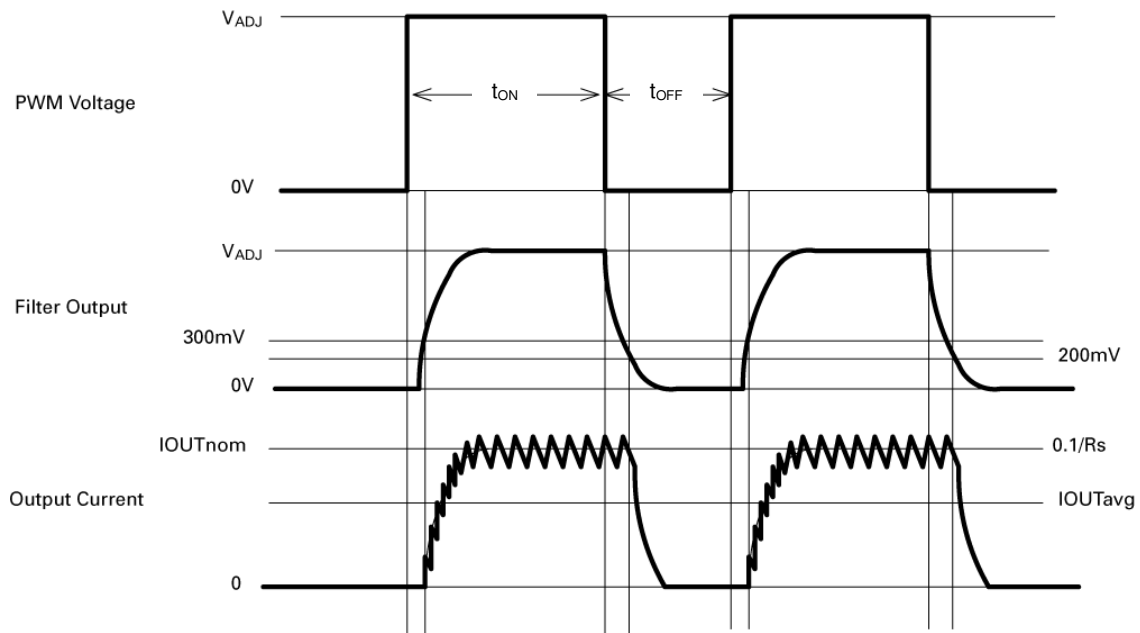 VADJ
PWM Voltage
tON
tOFF
0V
VADJ
Filter Output
300mV
200mV
0V
IOUTnom
0.1/Rs
Output Current
IOUTavg
0